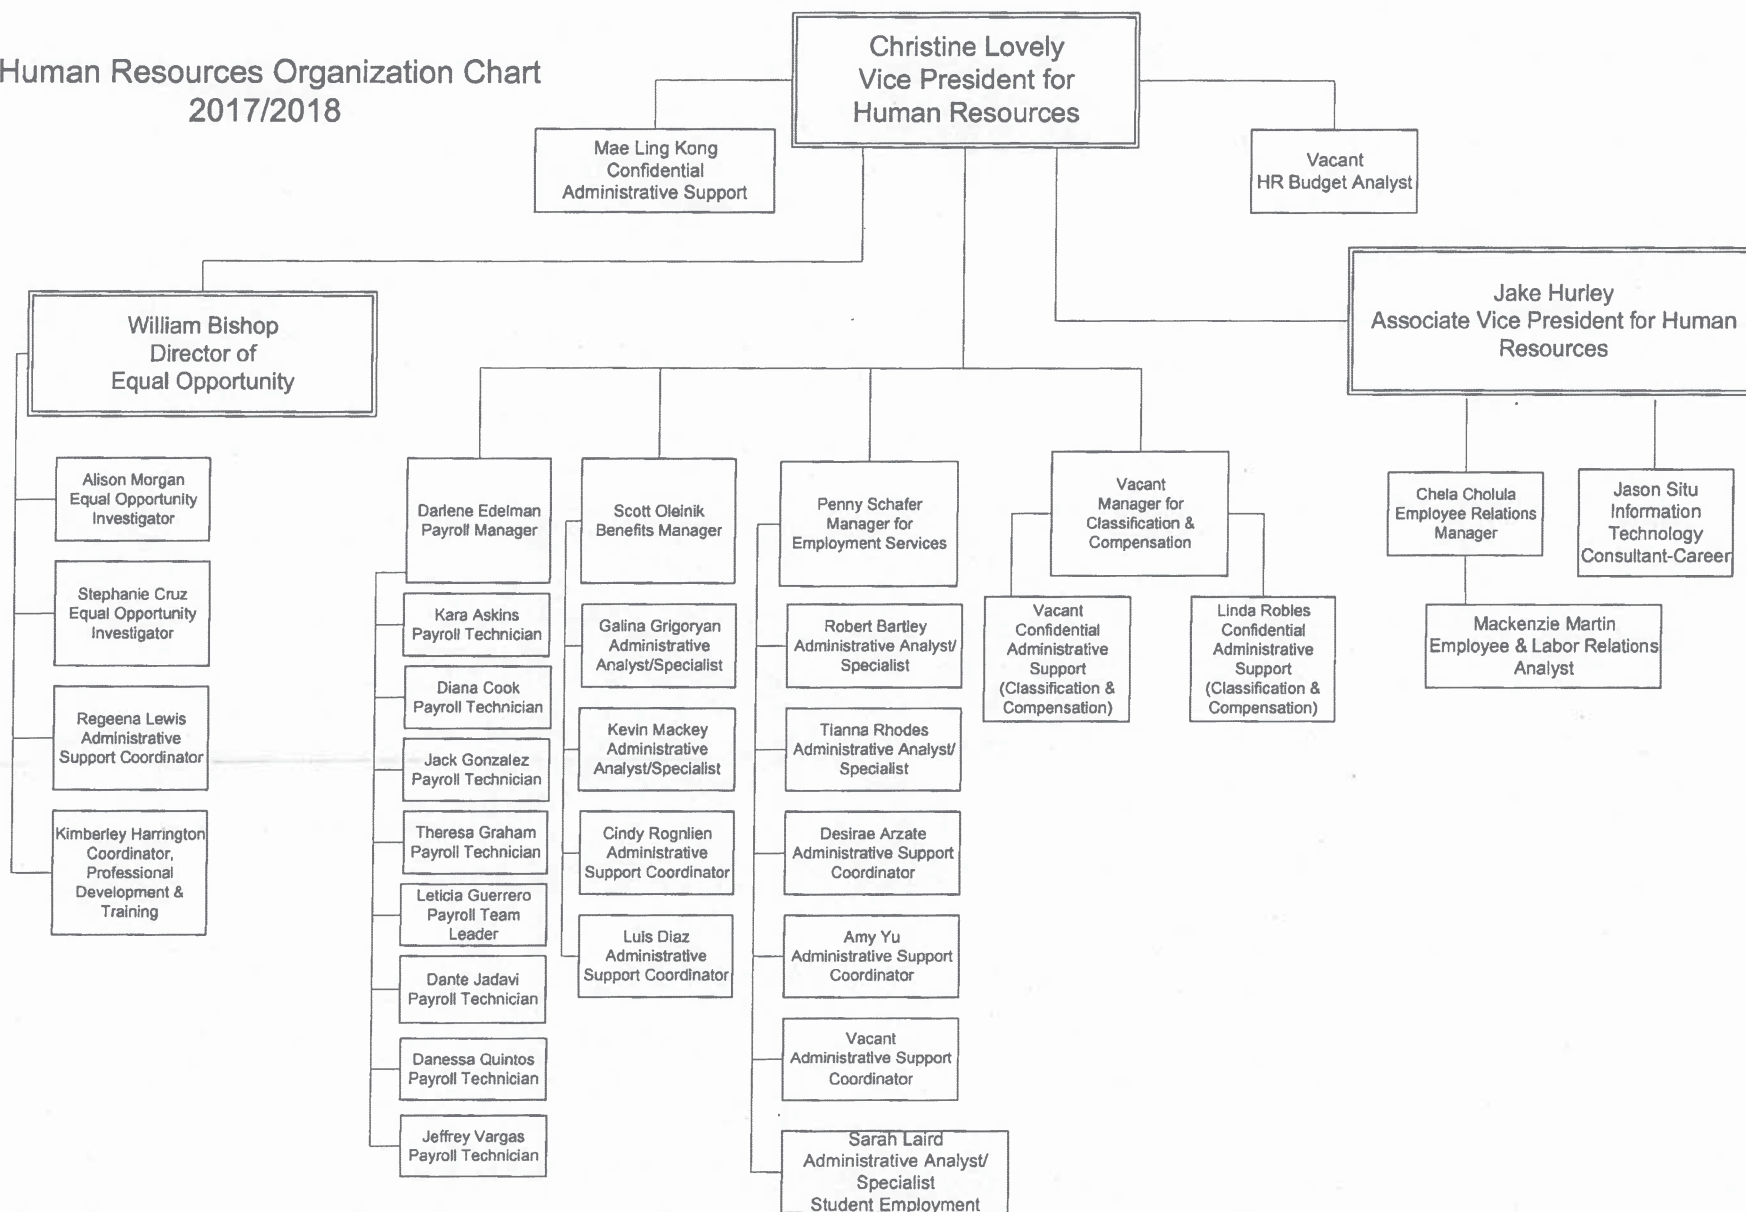 Human Resources Organization Chart
2017/2018
Christine Lovely
Vice President for
Human Resources
Mae Ling Kong
Confidential
Administrative Support
Vacant
HR Budget Analyst
William Bishop
Director of
Equal Opportunity
Jake Hurley
Associate Vice President for Human
Resources
Alison Morgan
Equal Opportunity
Investigator
Stephanie Cruz
Equal Opportunity
Investigator
Regeena Lewis
Administrative
Support Coordinator
Kimberley Harrington
Coordinator,
Professional
Development &
Training
Darlene Edelman
Payroll Manager
Kara Askins
Payroll Technician
Diana Cook
Payroll Technician
Jack Gonzalez
Payroll Technician
Theresa Graham
Payroll Technician
Leticia Guerrero
Payroll Team
Leader
Dante Jadavi
Payroll Technician
Danessa Quintos
Payroll Technician
Jeffrey Vargas
Payroll Technician
Scott Oleinik
Benefits Manager
Galina Grigoryan
Administrative
Analyst/Specialist
Kevin Mackey
Administrative
Analyst/Specialist
Cindy Rognlien
Administrative
Support Coordinator
Luis Diaz
Administrative
Support Coordinator
Penny Schafer
Manager for
Employment Services
Robert Bartley
Administrative Analyst/
Specialist
Tianna Rhodes
Administrative Analyst/
Specialist
Desirae Arzate
Administrative Support
Coordinator
Amy Yu
Administrative Support
Coordinator
Vacant
Administrative Support
Coordinator
Sarah Laird
Administrative Analyst/
Specialist
Student Employment
Vacant
Manager for
Classification &
Compensation
Vacant
Confidential
Administrative
Support
(Classification &
Compensation)
Linda Robles
Confidential
Administrative
Support
(Classification &
Compensation)
Chela Cholula
Employee Relations
Manager
Jason Situ
Information
Technology
Consultant-Career
Mackenzie Martin
Employee & Labor Relations
Analyst